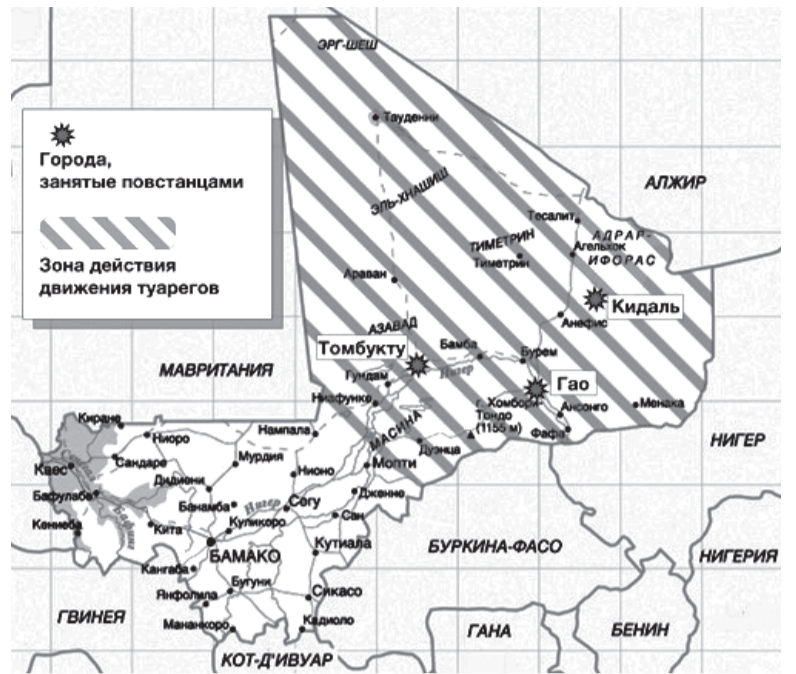 ЭРГ-ШЕШ
Тауденни
Города,
занятые повстанцами
Зона действия
движения туарегов
АЛЖИР
ЭЛЬ-ХНАШИШ
Тесалит
АДРАР-
ИФОРАС
Агельхок
ТИМЕТРИН
Тиметрин
Араван
Кидаль
Анефис
АЗАВАД
Томбукту
Бамба
Бурем
Нигер
МАВРИТАНИЯ
Гундам
Гао
Ниафунке
г. Хомбори-
Тондо
(1155 м)
Ансонго
Менака
Фафа
НИГЕР
Киране
Ниоро
Нампала
МАСИНА
Дуэнца
Сандаре
Мурдия
Каес
Нионо
Мопти
Дидиени
Бафулабе
Дженне
Банамба
Нигер
Сегу
Сан
Кениеба
Кита
Куликоро
БАМАКО
Кутиала
БУРКИНА-ФАСО
НИГЕРИЯ
Кангаба
Бугуни
Янфолила
Сикасо
ГВИНЕЯ
Мананкоро
Кадиоло
ГАНА
БЕНИН
КОТ-Д'ИВУАР